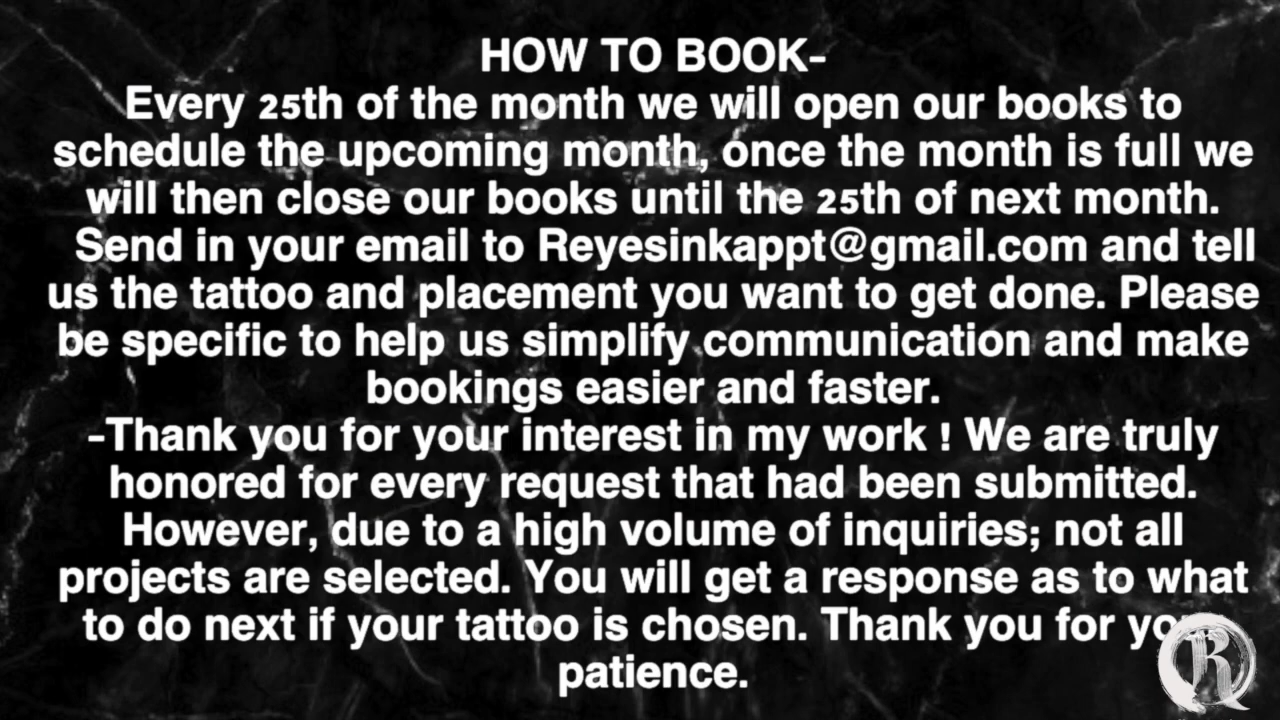 HOW TO BOOK-
Every 25th of the month we will open our books to
schedule the upcoming month, once the month is full we
will then close our books until the 25th of next month.
Send in your email to Reyesinkappt@gmail.com and tell
us the tattoo and placement you want to get done. Please
be specific to help us simplify communication and make
bookings easier and faster.
-Thank you for your interest in my work ! We are truly
honored for every request that had been submitted.
However, due to a high volume of inquiries; not all
projects are selected. You will get a response as to what
to do next if your tattoo is chosen. Thank you for your
patience.
R